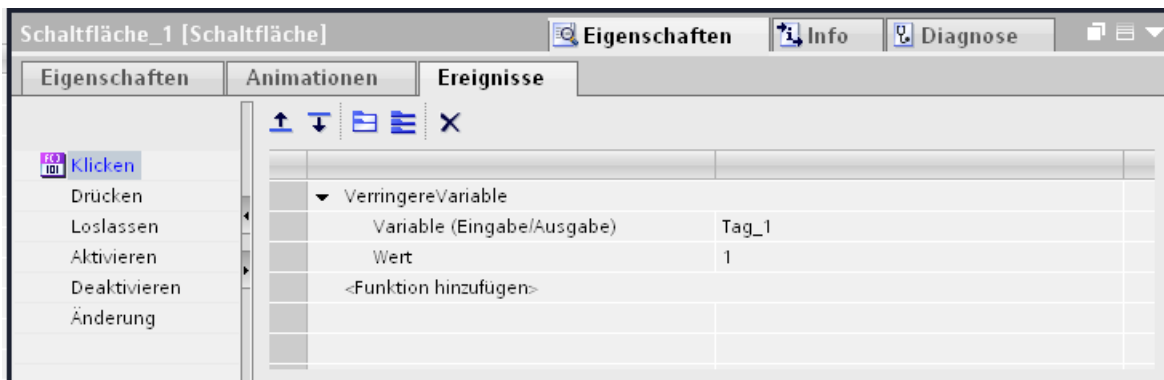 Schaltfläche_1 [Schaltfläche]
Eigenschaften
Info
Diagnose
Eigenschaften
Animationen
Ereignisse
Klicken
Drücken
Loslassen
Aktivieren
Deaktivieren
Änderung
VerringereVariable
Variable (Eingabe/Ausgabe) Tag_1
Wert 1
<Funktion hinzufügen>